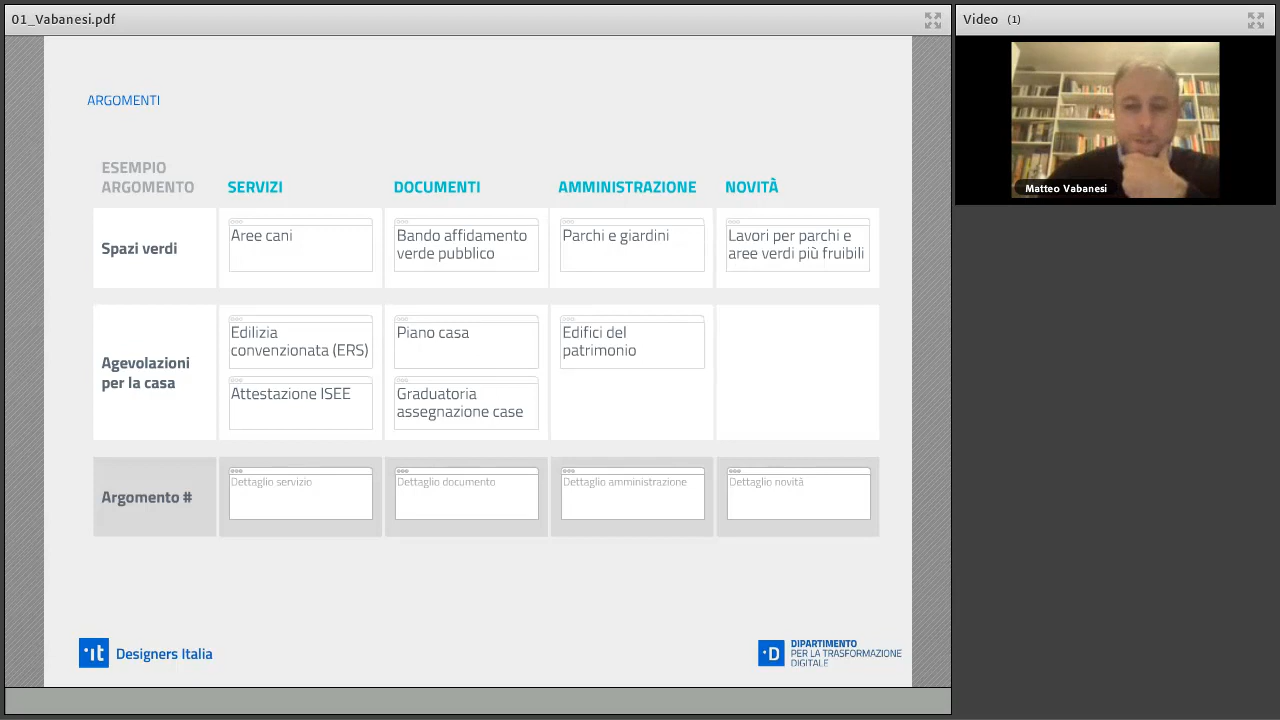 01_Vabanesi.pdf
Video (1)
Matteo Vabanesi
ARGOMENTI
ESEMPIO
ARGOMENTO
SERVIZI
DOCUMENTI
AMMINISTRAZIONE
NOVITÀ
Spazi verdi
Aree cani
Bando affidamento
verde pubblico
Parchi e giardini
Lavori per parchi e
aree verdi più fruibili
Agevolazioni
per la casa
Edilizia
convenzionata (ERS)
Attestazione ISEE
Piano casa
Graduatoria
assegnazione case
Edifici del
patrimonio
Argomento #
Dettaglio servizio
Dettaglio documento
Dettaglio amministrazione
Dettaglio novità
·it Designers Italia
·D
DIPARTIMENTO
PER LA TRASFORMAZIONE
DIGITALE